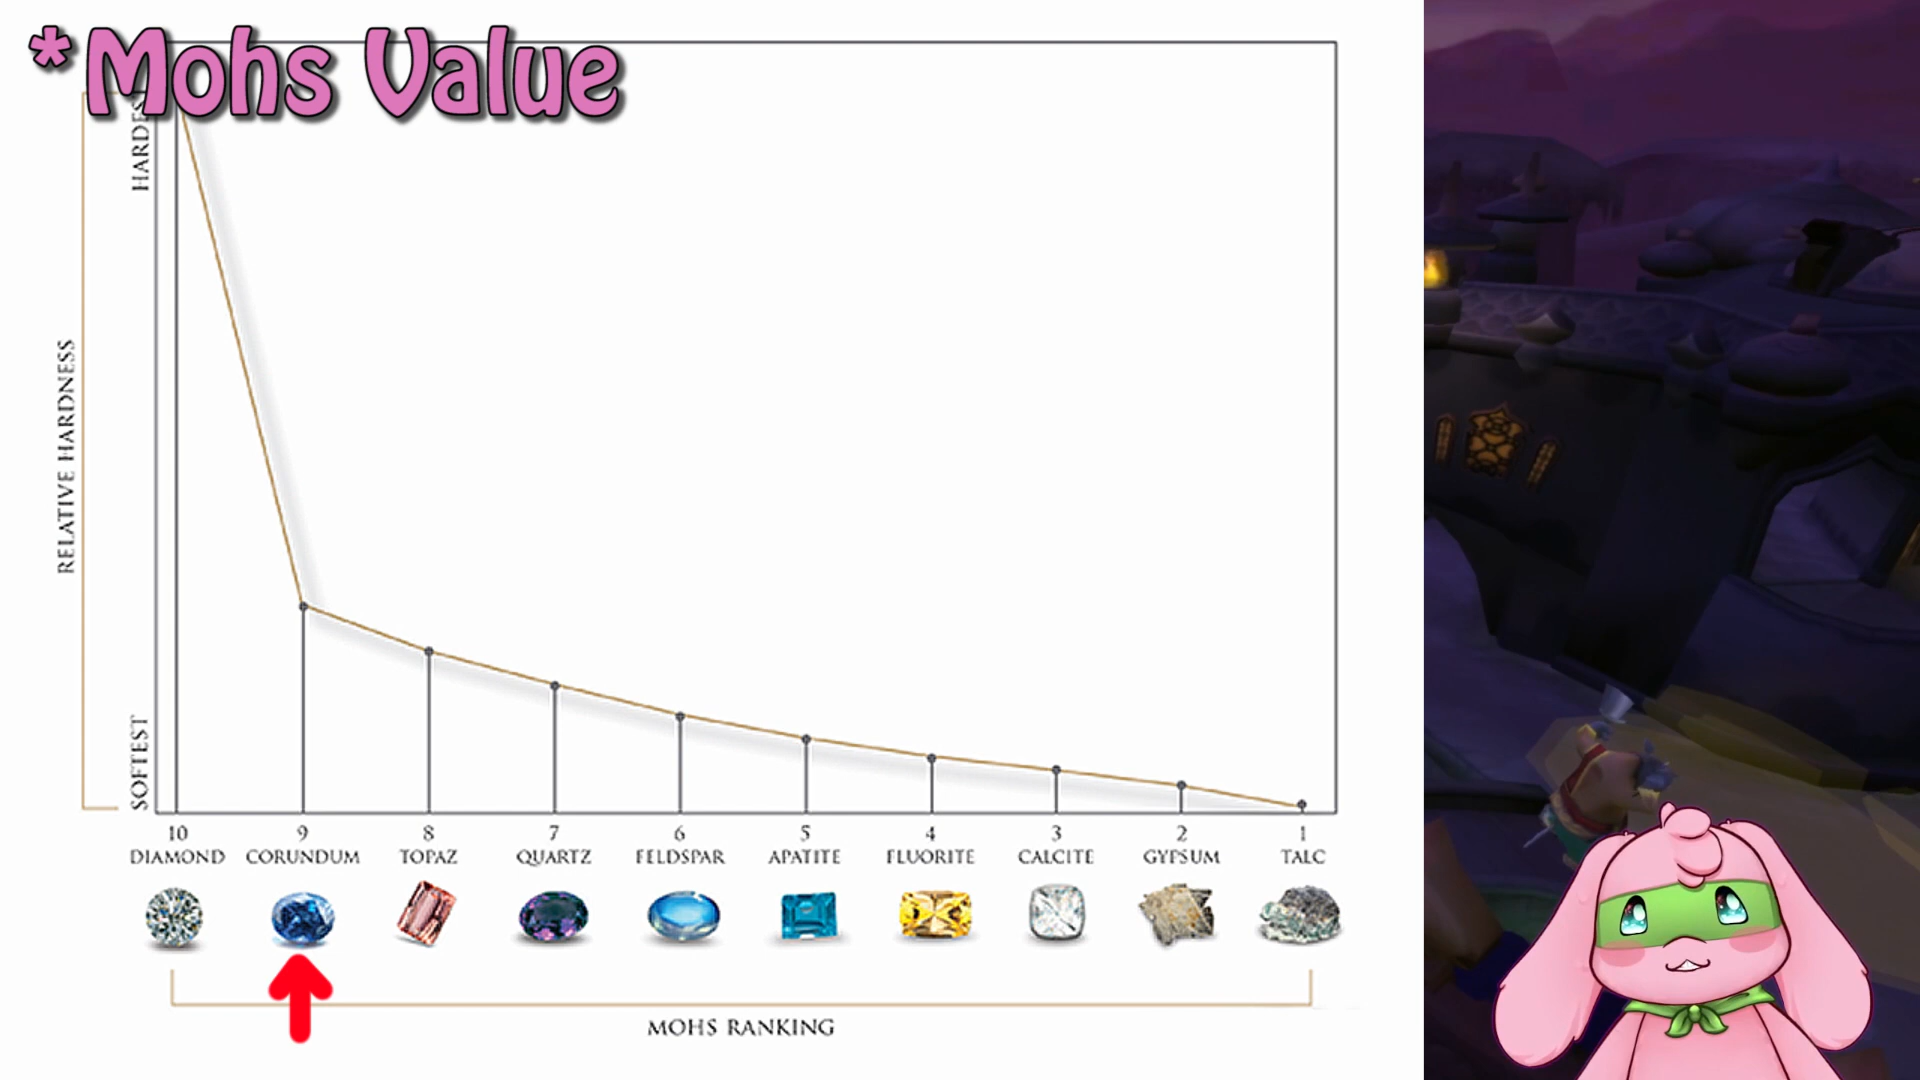 *Mohs Value
RELATIVE HARDNESS
SOFTEST
10
DIAMOND
9
CORUNDUM
8
TOPAZ
7
QUARTZ
6
FELDSPAR
5
APATITE
4
FLUORITE
3
CALCITE
2
GYPSUM
1
TALC
MOHS RANKING